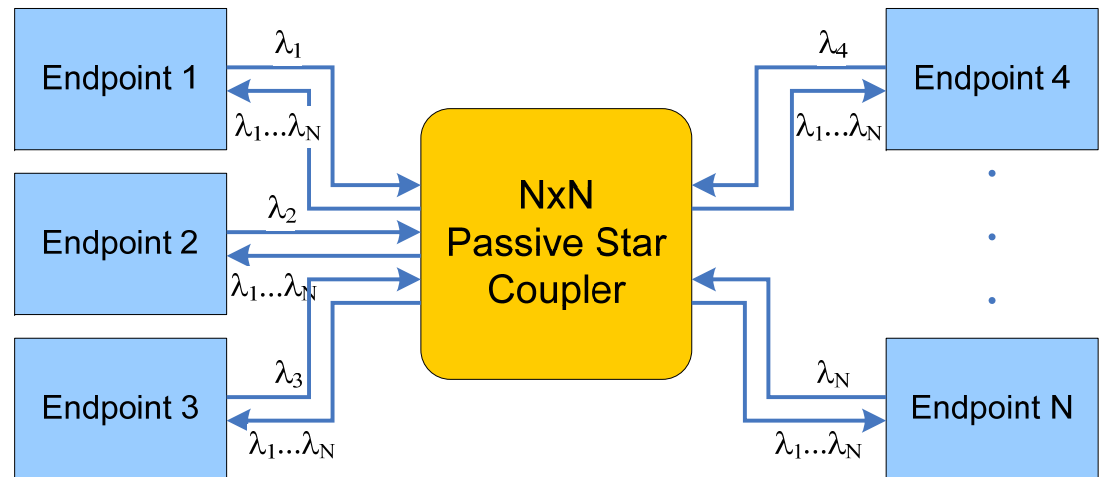 Endpoint 1
λ1
λ1...λN
Endpoint 2
λ2
λ1...λN
Endpoint 3
λ3
λ1...λN
NxN
Passive Star
Coupler
λ4
Endpoint 4
λ1...λN
λN
Endpoint N
λ1...λN